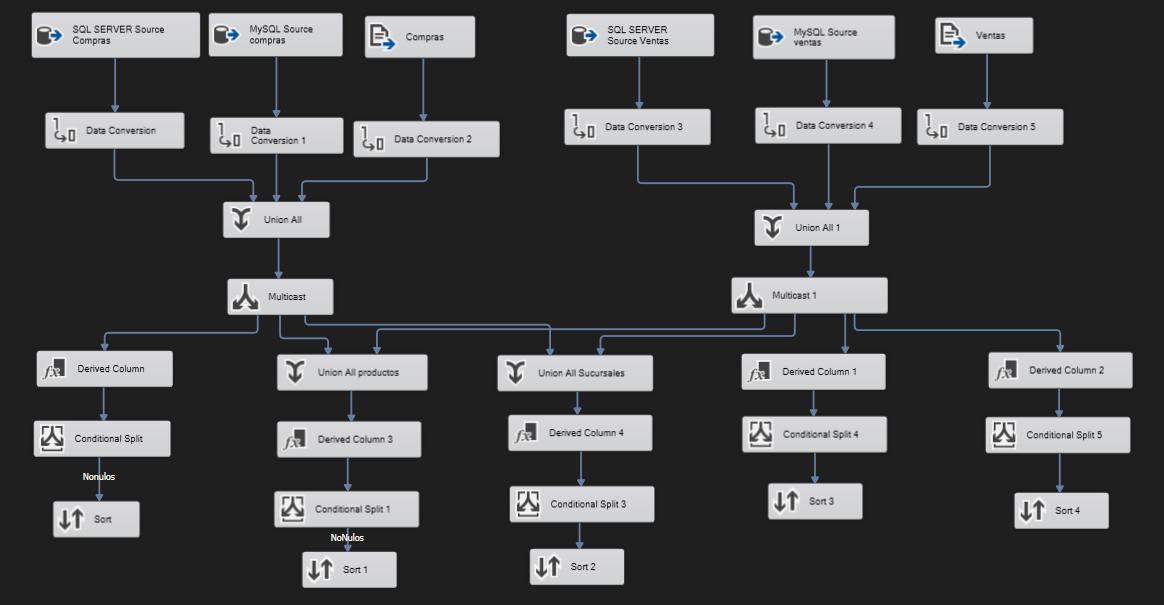 SQL SERVER Source
Compras
MySQL Source
compras
Compras
SQL SERVER
Source Ventas
MySQL Source
ventas
Ventas
Data Conversion
Data
Conversion 1
Data Conversion 2
Data Conversion 3
Data Conversion 4
Data Conversion 5
Union All
Union All 1
Multicast
Multicast 1
Derived Column
Union All productos
Union All Sucursales
Derived Column 1
Derived Column 2
Conditional Split
Derived Column 3
Derived Column 4
Conditional Split 4
Conditional Split 5
Nonulos
Conditional Split 1
Conditional Split 3
Sort 3
Sort 4
Sort
NoNulos
Sort 1
Sort 2